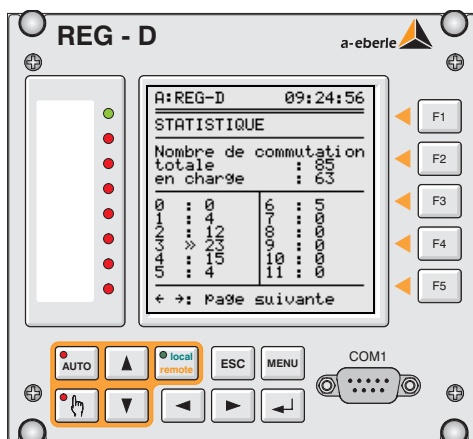 REG - D
a-eberle
A:REG-D 09:24:56
STATISTIQUE
Nombre de commutation
totale : 85
en charge : 63
0 : 0 6 : 5
1 : 4 7 : 0
2 : 12 8 : 0
3 » 23 9 : 0
4 : 15 10 : 0
5 : 4 11 : 0
← →: Page suivante
F1
F2
F3
F4
F5
AUTO
local
remote
ESC
MENU
COM1